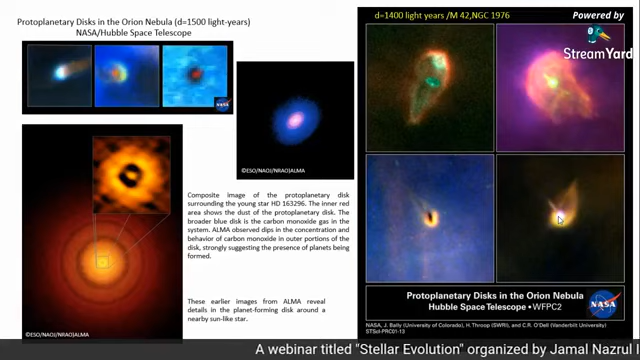 Protoplanetary Disks in the Orion Nebula (d=1500 light-years)
NASA/Hubble Space Telescope
NASA
©ESO/NAOJ/NRAO)ALMA
Composite image of the protoplanetary disk
surrounding the young star HD 163296. The inner red
area shows the dust of the protoplanetary disk. The
broader blue disk is the carbon monoxide gas in the
system. ALMA observed dips in the concentration and
behavior of carbon monoxide in outer portions of the
disk, strongly suggesting the presence of planets being
formed.
These earlier images from ALMA reveal
details in the planet-forming disk around a
nearby sun-like star.
©ESO/NAOJ/NRAO)ALMA
d=1400 light years /M 42,NGC 1976
Powered by
StreamYard
Protoplanetary Disks in the Orion Nebula
Hubble Space Telescope • WFPC2
NASA
NASA, J. Bally (University of Colorado), H. Throop (SWRI), and C.R. O'Dell (Vanderbilt University)
STScI-PRC01-13
A webinar titled "Stellar Evolution" organized by Jamal Nazrul I